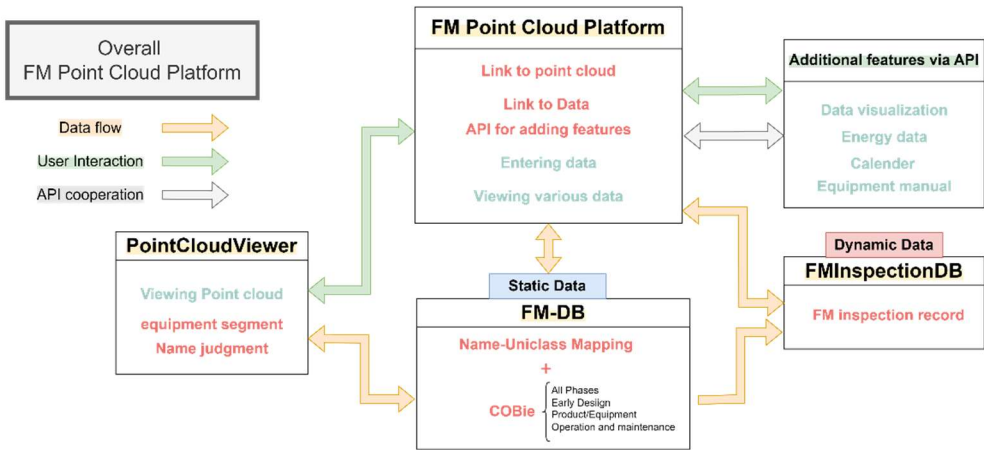 Overall
FM Point Cloud Platform
Data flow
User Interaction
API cooperation
FM Point Cloud Platform
Link to point cloud
Link to Data
API for adding features
Entering data
Viewing various data
Additional features via API
Data visualization
Energy data
Calender
Equipment manual
PointCloudViewer
Viewing Point cloud
equipment segment
Name judgment
Static Data
FM-DB
Name-Uniclass Mapping
+
COBie
All Phases
Early Desiign
Product/Equipment
Operation and maintenance
Dynamic Data
FMInspectionDB
FM inspection record